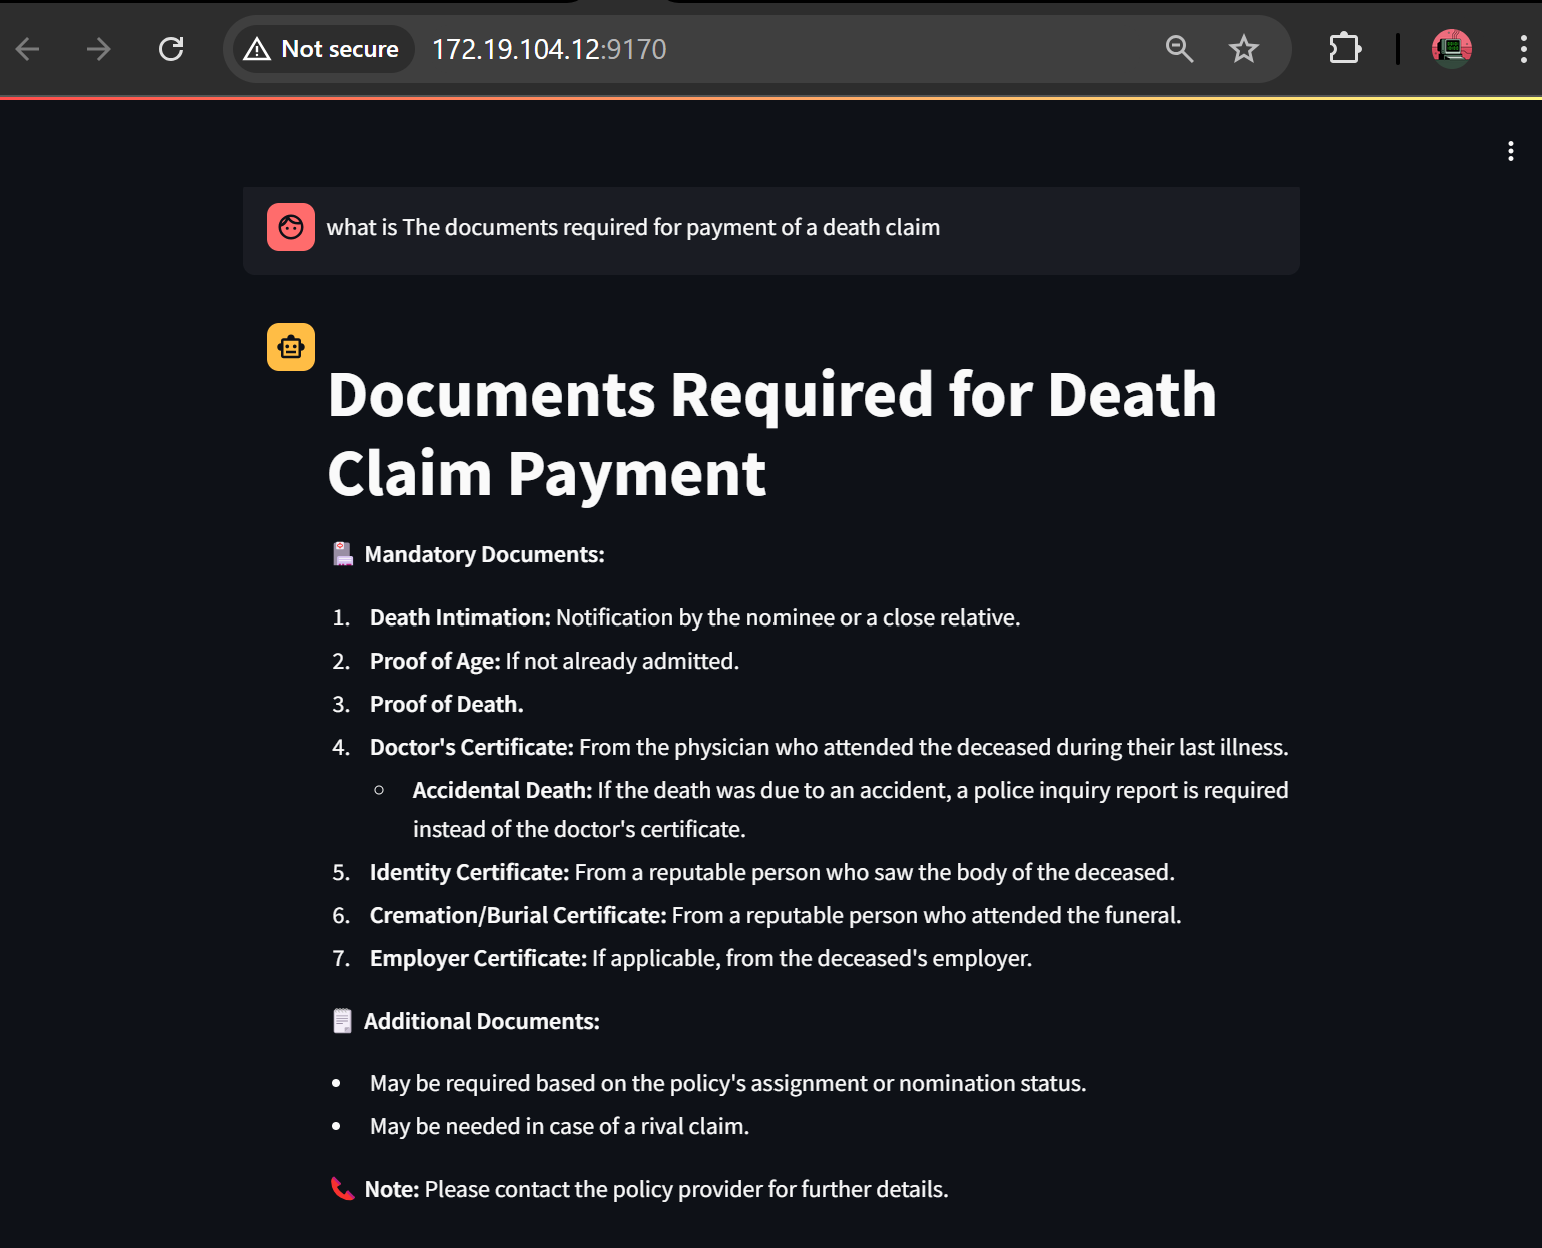 Not secure 172.19.104.12:9170
what is The documents required for payment of a death claim
Documents Required for Death
Claim Payment
Mandatory Documents:
1. Death Intimation: Notification by the nominee or a close relative.
2. Proof of Age: If not already admitted.
3. Proof of Death.
4. Doctor's Certificate: From the physician who attended the deceased during their last illness.
Accidental Death: If the death was due to an accident, a police inquiry report is required
instead of the doctor's certificate.
5. Identity Certificate: From a reputable person who saw the body of the deceased.
6. Cremation/Burial Certificate: From a reputable person who attended the funeral.
7. Employer Certificate: If applicable, from the deceased's employer.
Additional Documents:
May be required based on the policy's assignment or nomination status.
May be needed in case of a rival claim.
Note: Please contact the policy provider for further details.